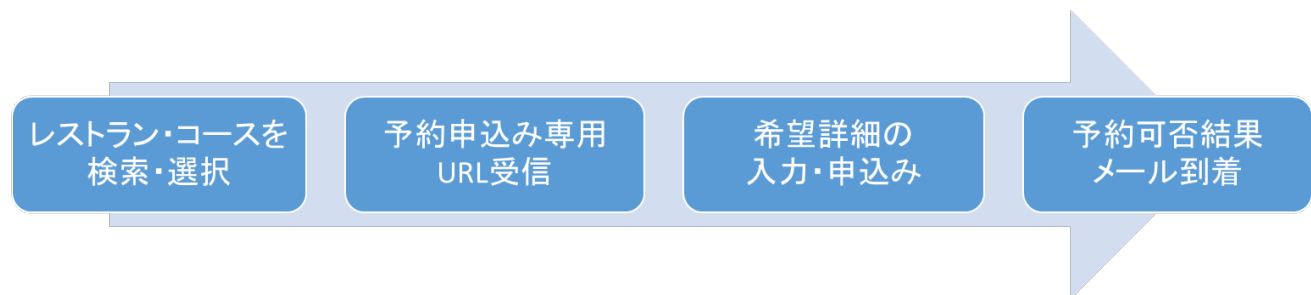 レストラン・コースを
検索・選択
予約申込み専用
URL受信
希望詳細の
入力・申込み
予約可否結果
メール到着